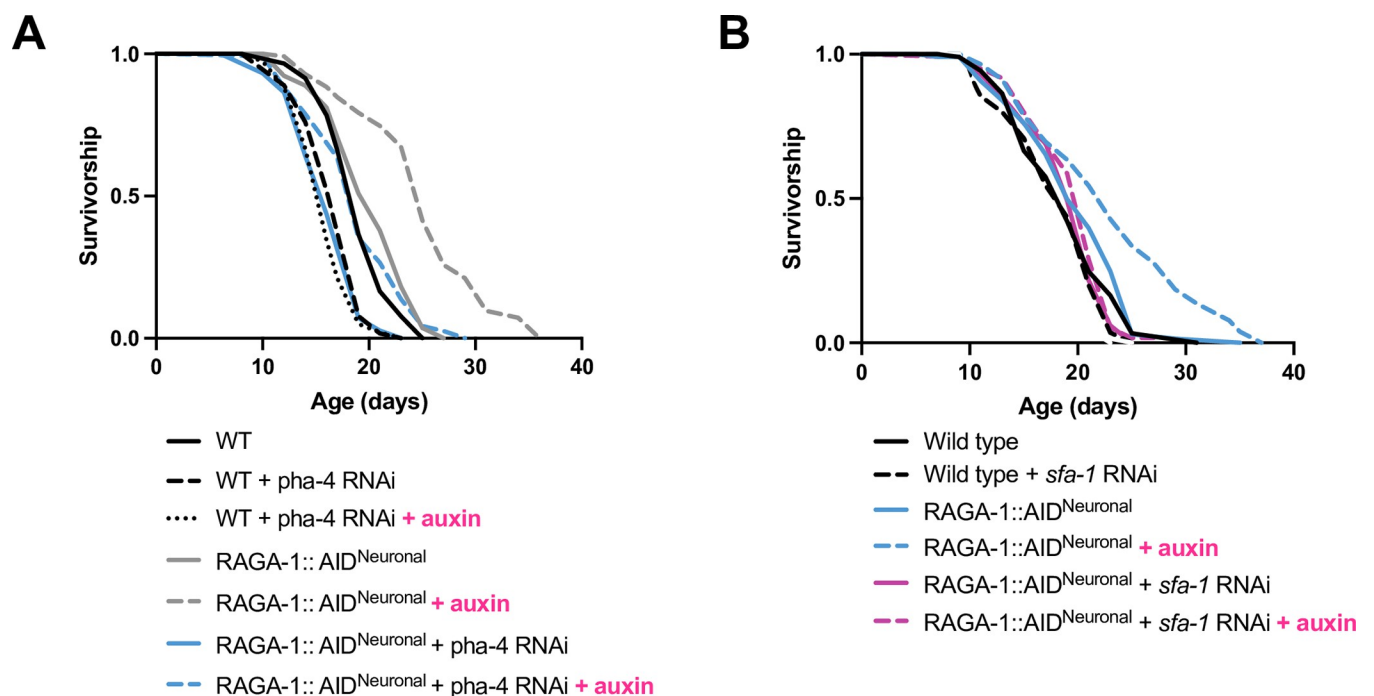 A
1.0
0.5
0.0
Survivorship
0 10 20 30 40
Age (days)
WT
WT + pha-4 RNAi
WT + pha-4 RNAi + auxin
RAGA-1:: AIDNeuronal
RAGA-1:: AIDNeuronal + auxin
RAGA-1:: AIDNeuronal + pha-4 RNAi
RAGA-1:: AIDNeuronal + pha-4 RNAi + auxin
B
1.0
0.5
0.0
Survivorship
0 10 20 30 40
Age (days)
Wild type
Wild type + sfa-1 RNAi
RAGA-1::AIDNeuronal
RAGA-1::AIDNeuronal + auxin
RAGA-1::AIDNeuronal + sfa-1 RNAi
RAGA-1::AIDNeuronal + sfa-1 RNAi + auxin